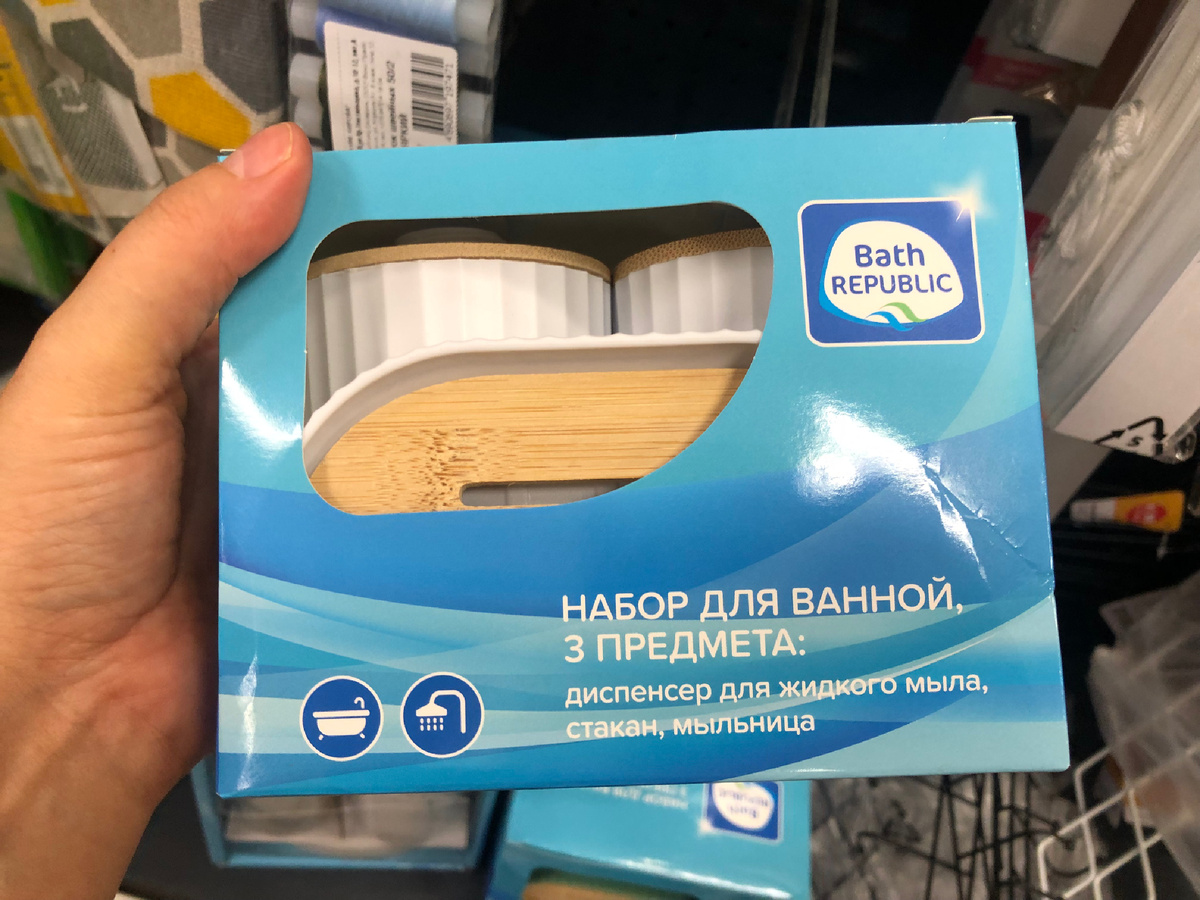 Bath
REPUBLIC
НАБОР ДЛЯ ВАННОЙ,
3 ПРЕДМЕТА:
диспенсер для жидкого мыла,
стакан, мыльница